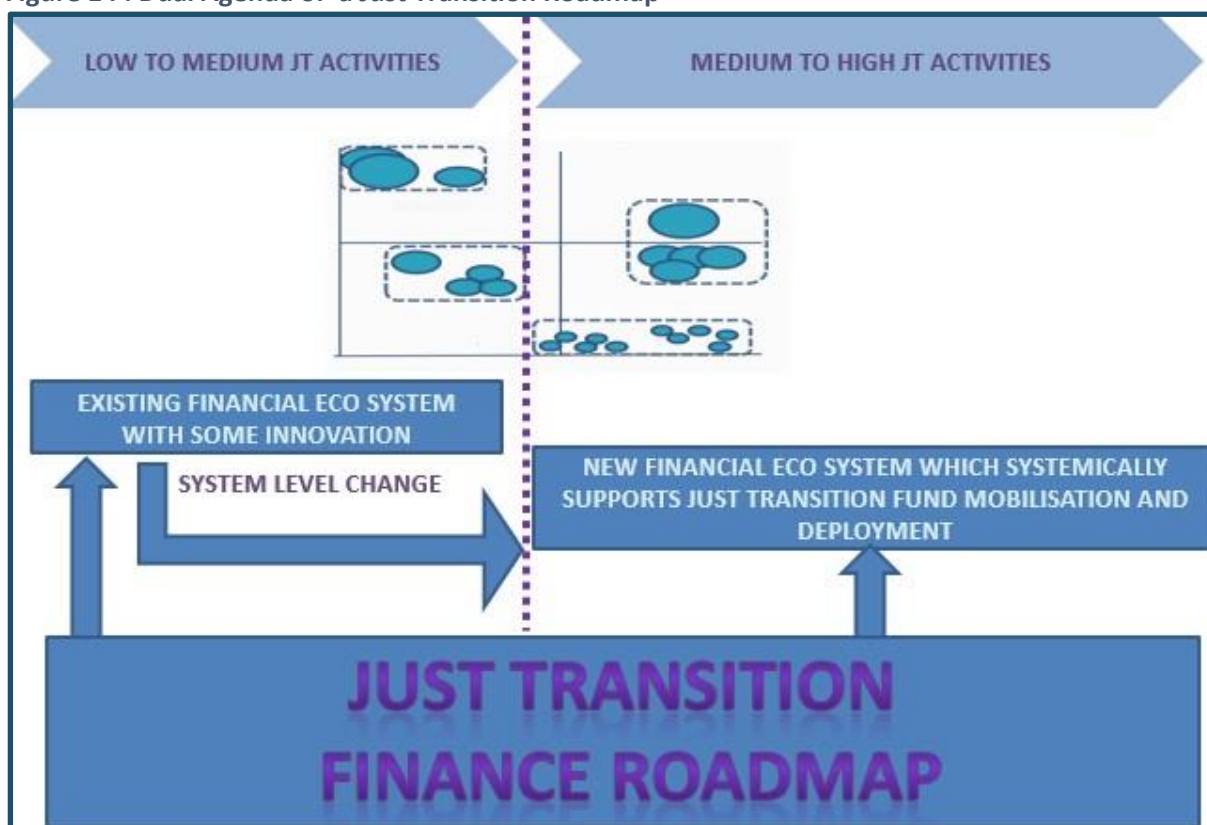 Dual Agenda Of a Just Transition Roadmap
LOW TO MEDIUM JT ACTIVITIES
MEDIUM TO HIGH JT ACTIVITIES
EXISTING FINANCIAL ECO SYSTEM
WITH SOME INNOVATION
SYSTEM LEVEL CHANGE
NEW FINANCIAL ECO SYSTEM WHICH SYSTEMICALLY
SUPPORTS JUST TRANSITION FUND MOBILISATION AND
DEPLOYMENT
JUST TRANSITION
FINANCE ROADMAP